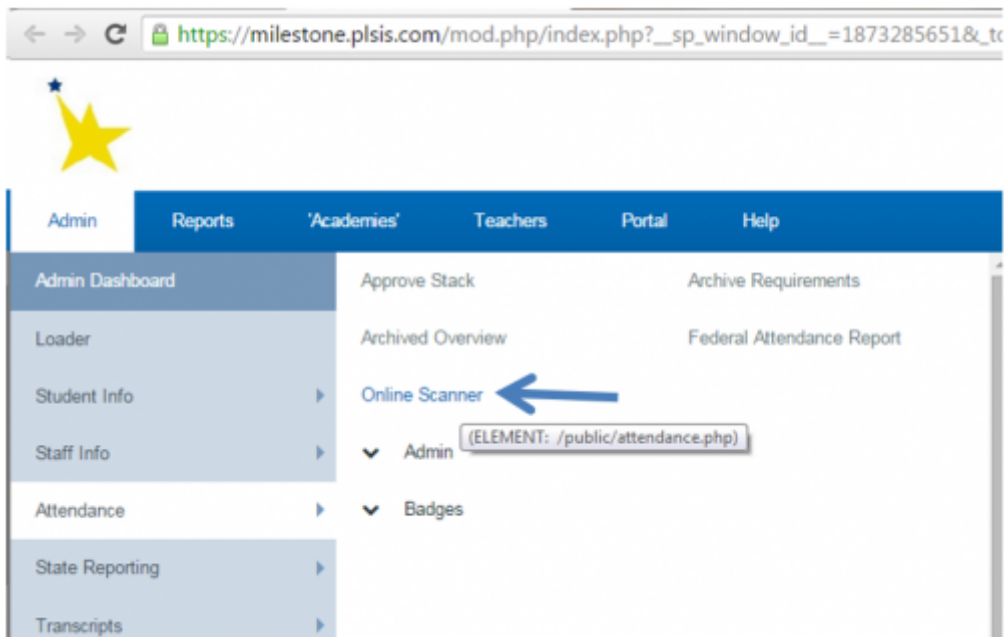 https://milestone.plsis.com/mod.php/index.php?__sp_window_id__=1873285651&_to
Admin Reports 'Academies' Teachers Portal Help
Admin Dashboard Approve Stack Archive Requirements
Loader Archived Overview Federal Attendance Report
Student Info Online Scanner
(ELEMENT: /public/attendance.php)
Staff Info Admin
Attendance Badges
State Reporting
Transcripts